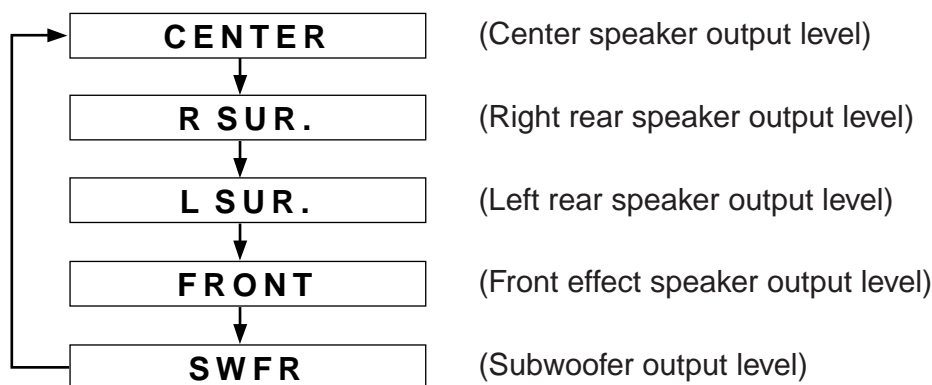 CENTER (Center speaker output level)
R SUR. (Right rear speaker output level)
L SUR. (Left rear speaker output level)
FRONT (Front effect speaker output level)
SWFR (Subwoofer output level)